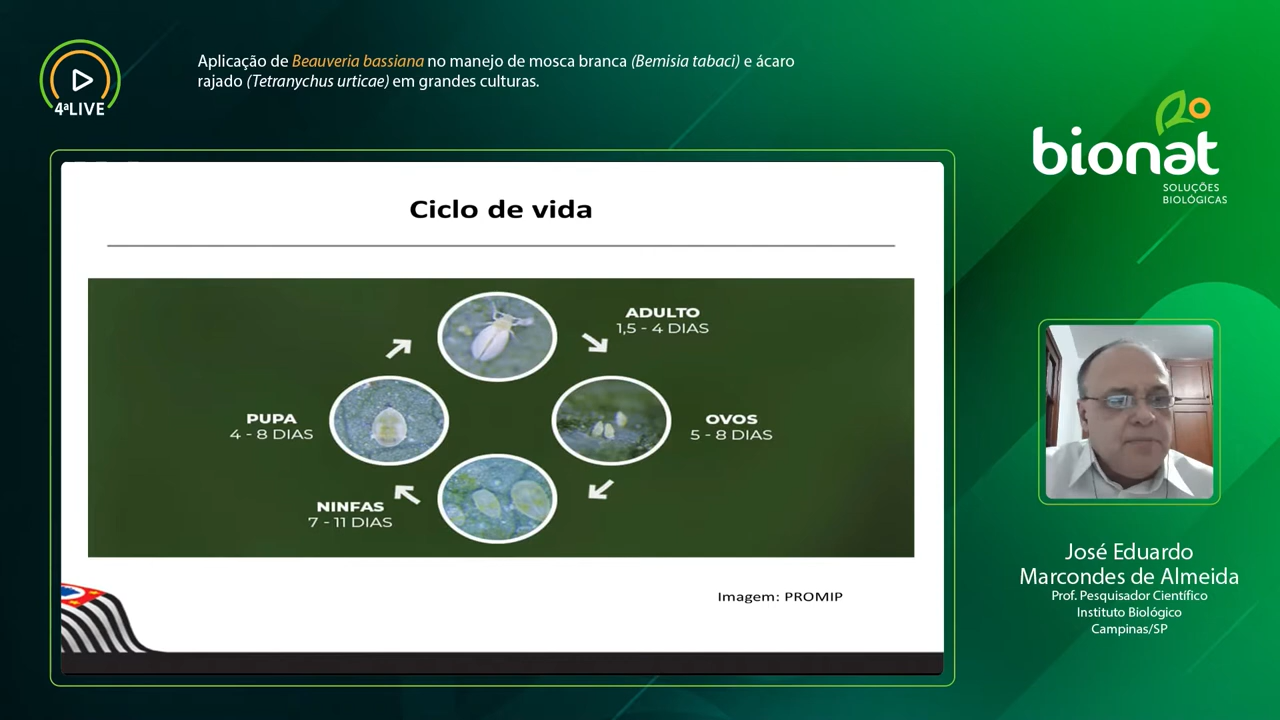 Aplicação de Beauveria bassiana no manejo de mosca branca (Bemisia tabaci) e ácaro
rajado (Tetranychus urticae) em grandes culturas.
4ªLIVE
bionat
SOLUÇÕES
BIOLÓGICAS
Ciclo de vida
ADULTO
1,5 - 4 DIAS
PUPA
4 - 8 DIAS
OVOS
5 - 8 DIAS
NINFAS
7 - 11 DIAS
Imagem: PROMIP
José Eduardo
Marcondes de Almeida
Prof. Pesquisador Científico
Instituto Biológico
Campinas/SP